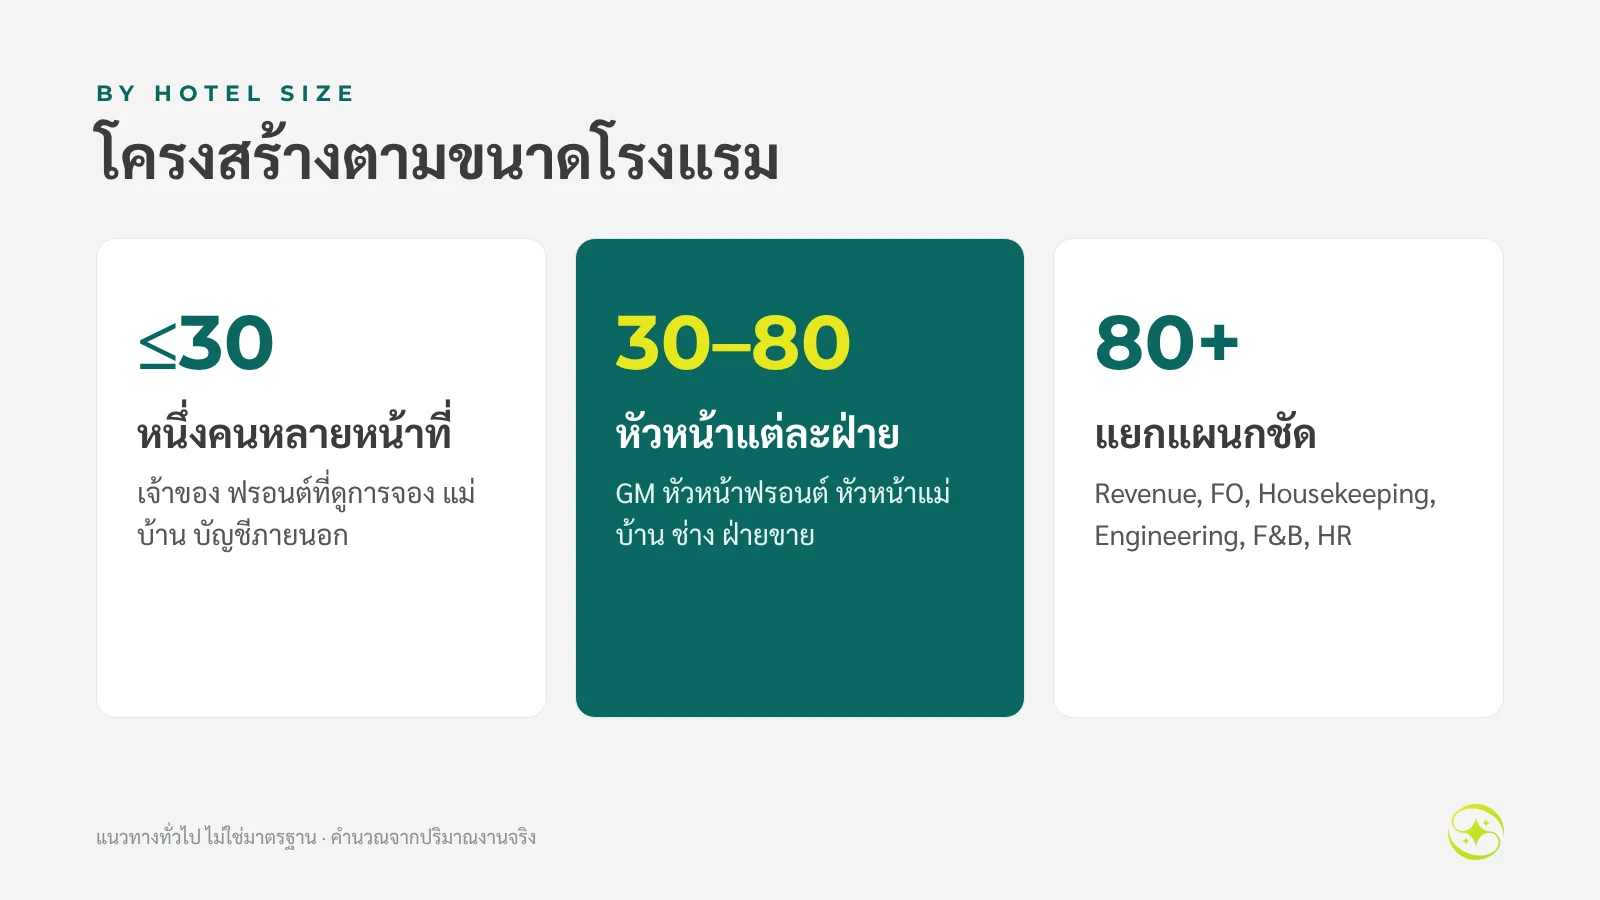 BY HOTEL SIZE
โครงสร้างตามขนาดโรงแรม
≤30
หนึ่งคนหลายหน้าที่
เจ้าของ ฟรอนต์ที่ดูการจอง แม่
บ้าน บัญชีภายนอก
30–80
หัวหน้าแต่ละฝ่าย
GM หัวหน้าฟรอนต์ หัวหน้าแม่
บ้าน ช่าง ฝ่ายขาย
80+
แยกแผนกชัด
Revenue, FO, Housekeeping,
Engineering, F&B, HR
แนวทางทั่วไป ไม่ใช่มาตรฐาน · คำนวณจากปริมาณงานจริง